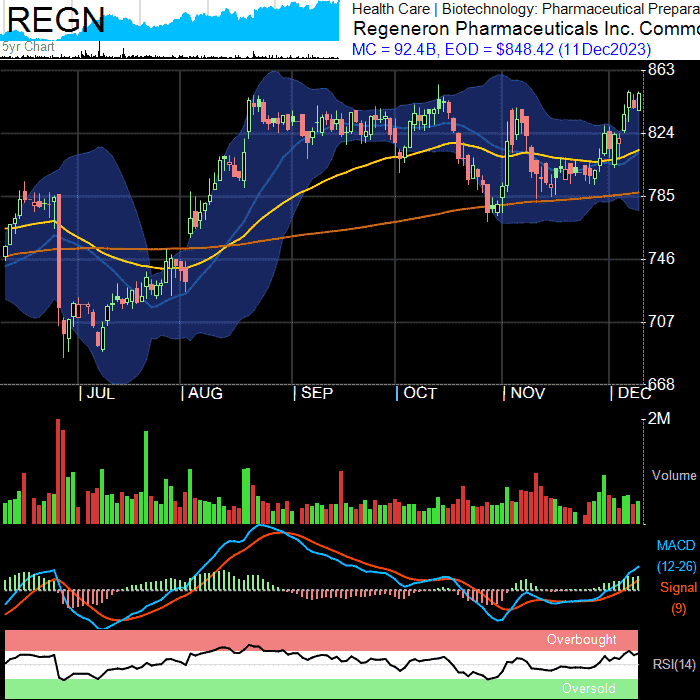 REGN
5yr Chart
Health Care | Biotechnology: Pharmaceutical Prepara
Regeneron Pharmaceuticals Inc. Commo
MC = 92.4B, EOD = $848.42 (11Dec2023)
863
824
785
746
707
668
| JUL | AUG | SEP | OCT | NOV | DEC
2M
Volume
MACD
(12-26)
Signal
(9)
Overbought
RSI(14)
Oversold